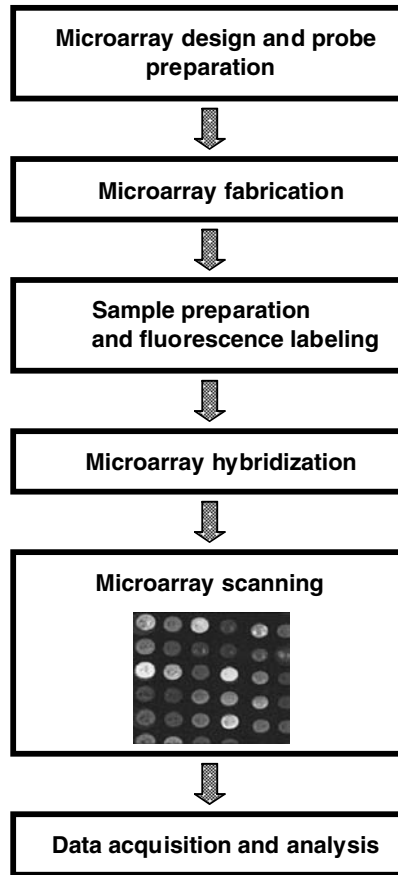 Microarray design and probe
preparation
Microarray fabrication
Sample preparation
and fluorescence labeling
Microarray hybridization
Microarray scanning
Data acquisition and analysis